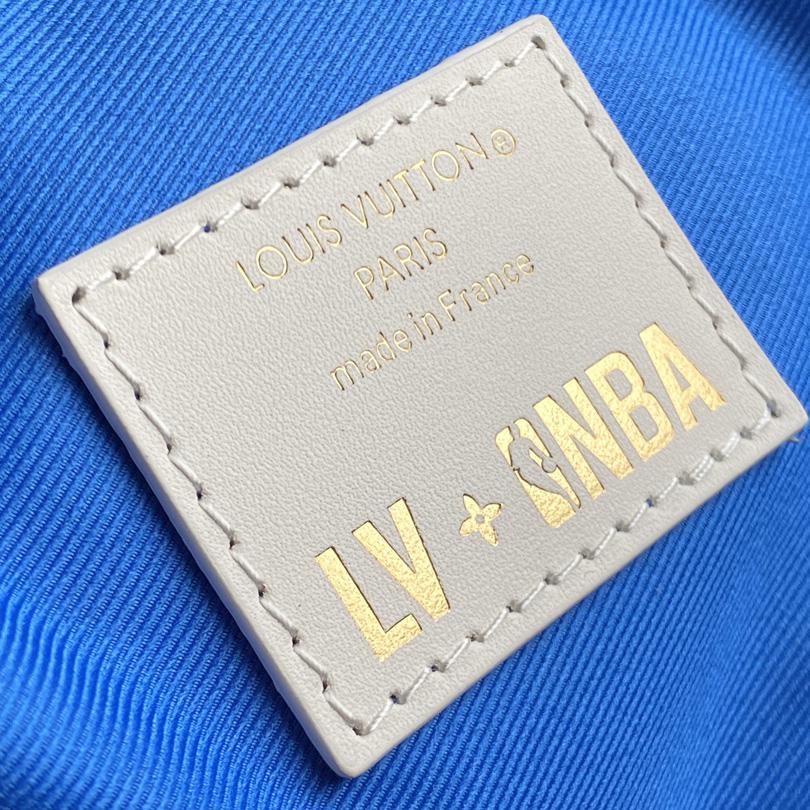 LOUIS VUITTON®
PARIS
made in France
LV + NBA